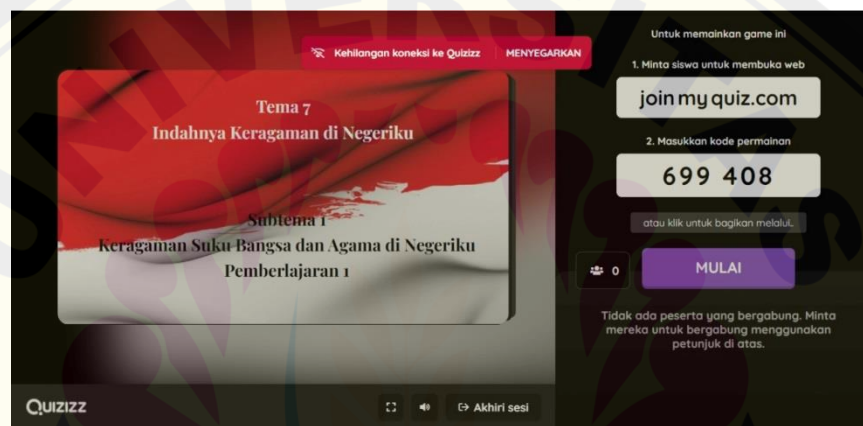 Kehilangan koneksi ke Quizizz MENYEGARKAN
Tema 7
Indahnya Keragaman di Negeriku
Subtema 1
Keragaman Suku Bangsa dan Agama di Negeriku
Pemberlajaran 1
Untuk memainkan game ini
1. Minta siswa untuk membuka web
joinmyquiz.com
2. Masukkan kode permainan
699 408
atau klik untuk bagikan melalui..
0
MULAI
Tidak ada peserta yang bergabung. Minta
mereka untuk bergabung menggunakan
petunjuk di atas.
QUIZIZZ
Akhiri sesi
UNIVERSITAS